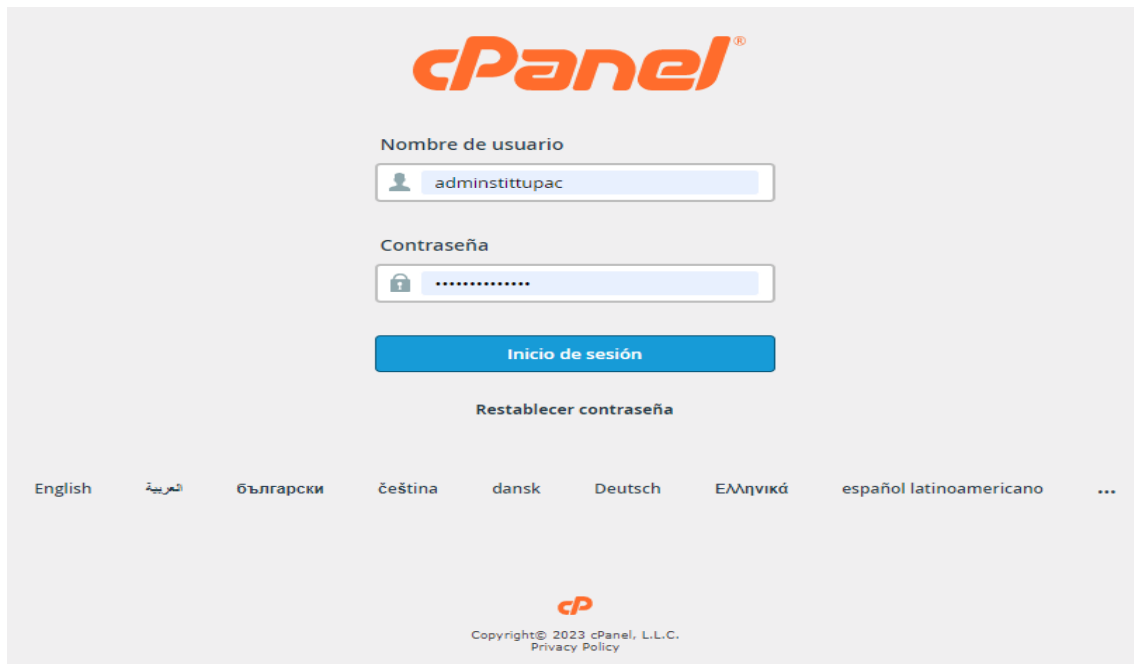 cPanel®
Nombre de usuario
adminstittupac
Contraseña
••••••••••••••
Inicio de sesión
Restablecer contraseña
English العربية български čeština dansk Deutsch Ελληνικά español latinoamericano ...
cP
Copyright© 2023 cPanel, L.L.C.
Privacy Policy